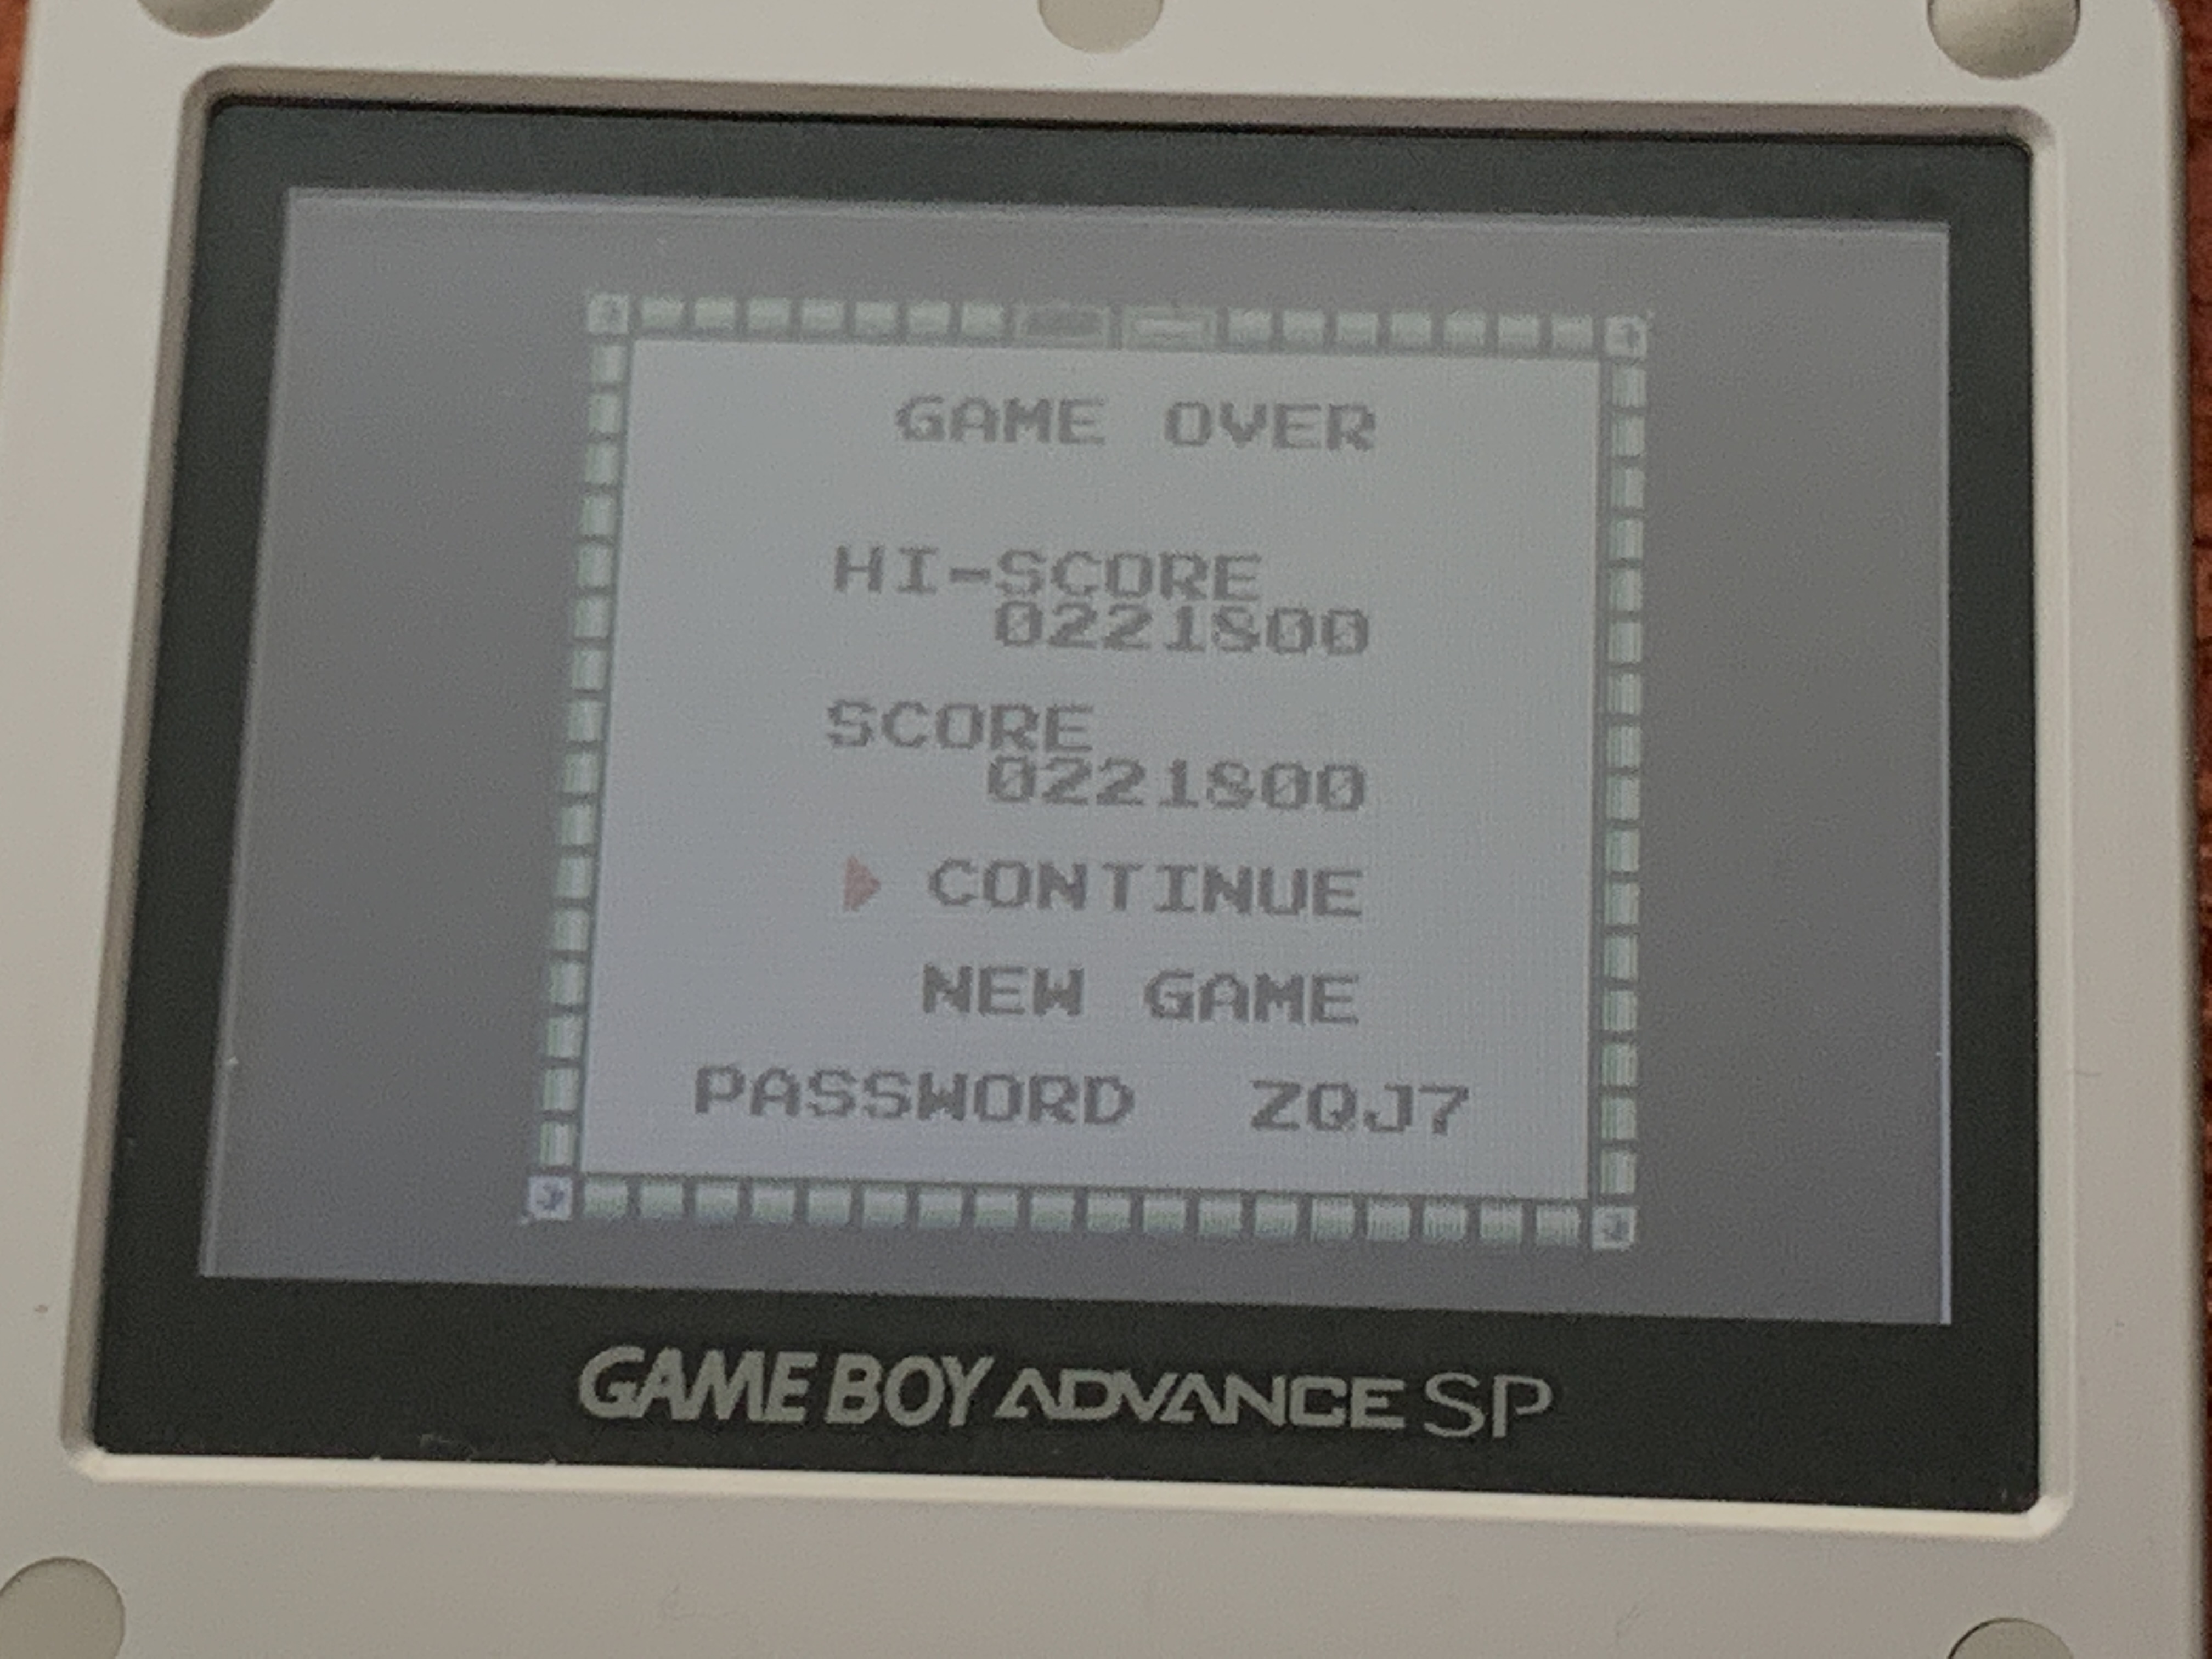 GAME OVER
HI-SCORE
0221800
SCORE
0221800
CONTINUE
NEW GAME
PASSWORD ZQJ7
GAME BOY ADVANCE SP